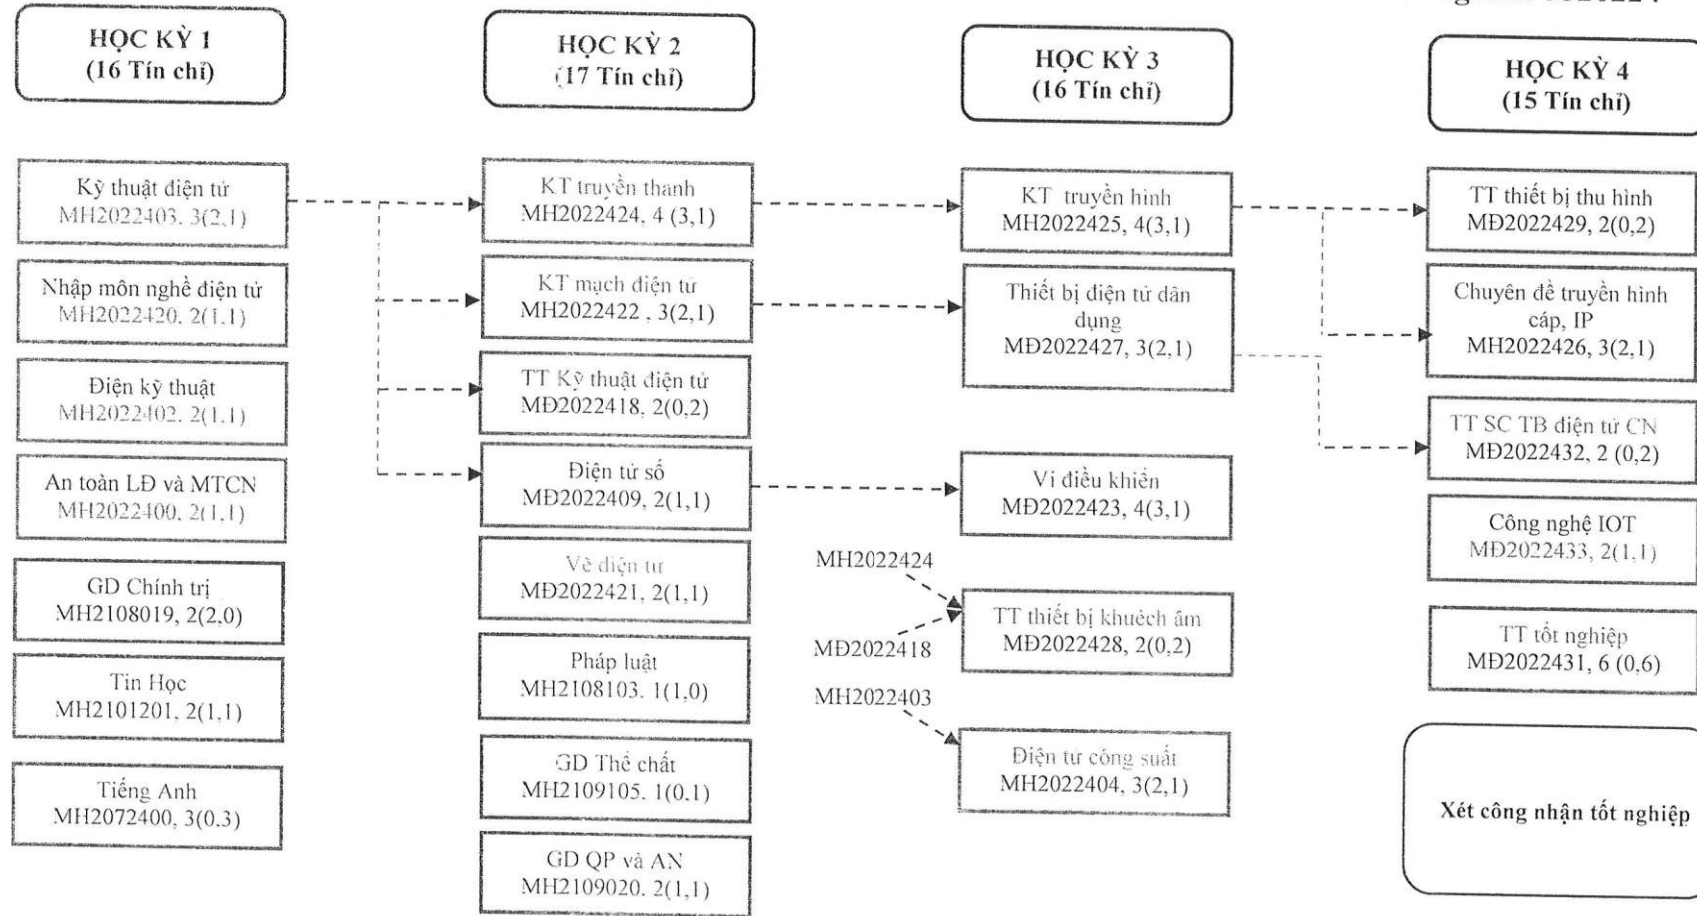 HỌC KỲ 1
(16 Tín chỉ)
Kỹ thuật điện tử
MH2022403, 3(2,1)
Nhập môn nghề điện tử
MH2022420, 2(1,1)
Điện kỹ thuật
MH2022402, 2(1,1)
An toàn LĐ và MTCN
MH2022400, 2(1,1)
GD Chính trị
MH2108019, 2(2,0)
Tin Học
MH2101201, 2(1,1)
Tiếng Anh
MH2072400, 3(0.3)
HỌC KỲ 2
(17 Tín chỉ)
KT truyền thanh
MH2022424, 4 (3,1)
KT mạch điện tử
MH2022422 , 3(2,1)
TT Kỹ thuật điện tử
MĐ2022418, 2(0,2)
Điện tử số
MĐ2022409, 2(1,1)
Vẽ điện tử
MĐ2022421, 2(1,1)
Pháp luật
MH2108103. 1(1,0)
GD Thể chất
MH2109105. 1(0,1)
GD QP và AN
MH2109020. 2(1,1)
HỌC KỲ 3
(16 Tín chỉ)
KT truyền hình
MH2022425, 4(3,1)
Thiết bị điện tử dân
dụng
MĐ2022427, 3(2,1)
Vi điều khiển
MĐ2022423, 4(3,1)
MH2022424
MĐ2022418
TT thiết bị khuếch âm
MĐ2022428, 2(0,2)
MH2022403
Điện tử công suất
MH2022404, 3(2,1)
HỌC KỲ 4
(15 Tín chỉ)
TT thiết bị thu hình
MĐ2022429, 2(0,2)
Chuyên đề truyền hình
cáp, IP
MH2022426, 3(2,1)
TT SC TB điện tử CN
MĐ2022432, 2 (0,2)
Công nghệ IOT
MĐ2022433, 2(1,1)
TT tốt nghiệp
MĐ2022431, 6 (0,6)
Xét công nhận tốt nghiệp